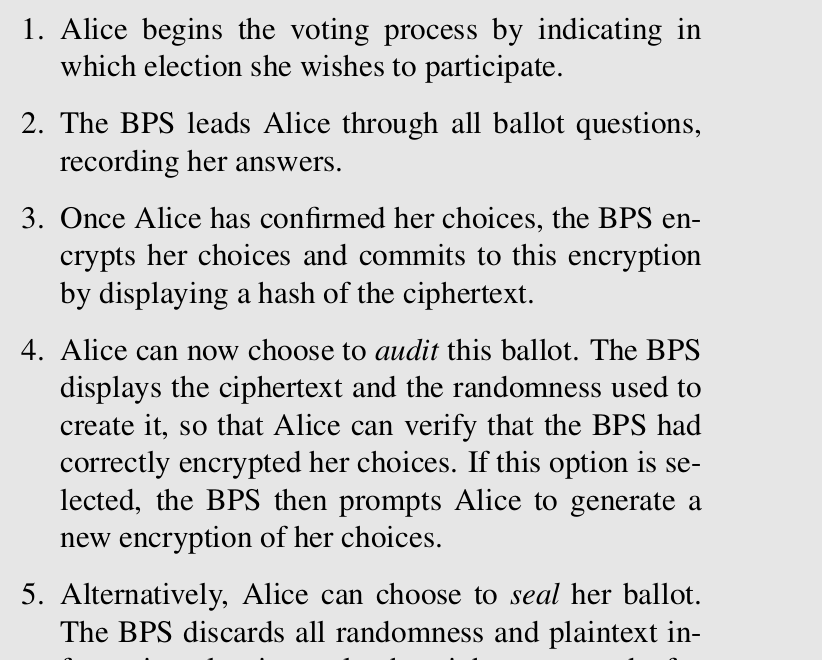 1. Alice begins the voting process by indicating in
which election she wishes to participate.
2. The BPS leads Alice through all ballot questions,
recording her answers.
3. Once Alice has confirmed her choices, the BPS en-
crypts her choices and commits to this encryption
by displaying a hash of the ciphertext.
4. Alice can now choose to audit this ballot. The BPS
displays the ciphertext and the randomness used to
create it, so that Alice can verify that the BPS had
correctly encrypted her choices. If this option is se-
lected, the BPS then prompts Alice to generate a
new encryption of her choices.
5. Alternatively, Alice can choose to seal her ballot.
The BPS discards all randomness and plaintext in-